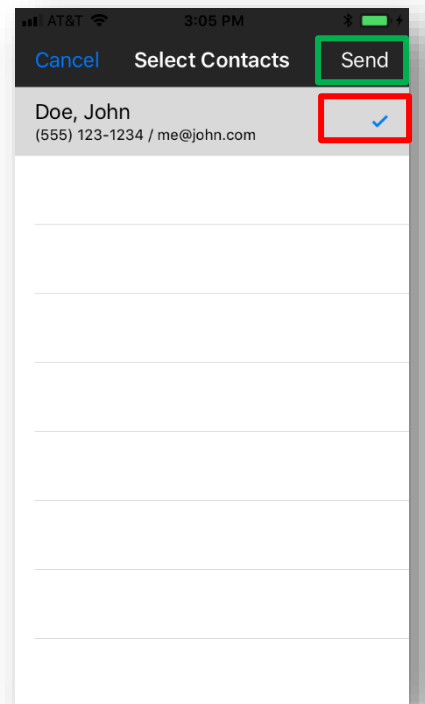 AT&T 3:05 PM
Cancel Select Contacts Send
Doe, John
(555) 123-1234 / me@john.com